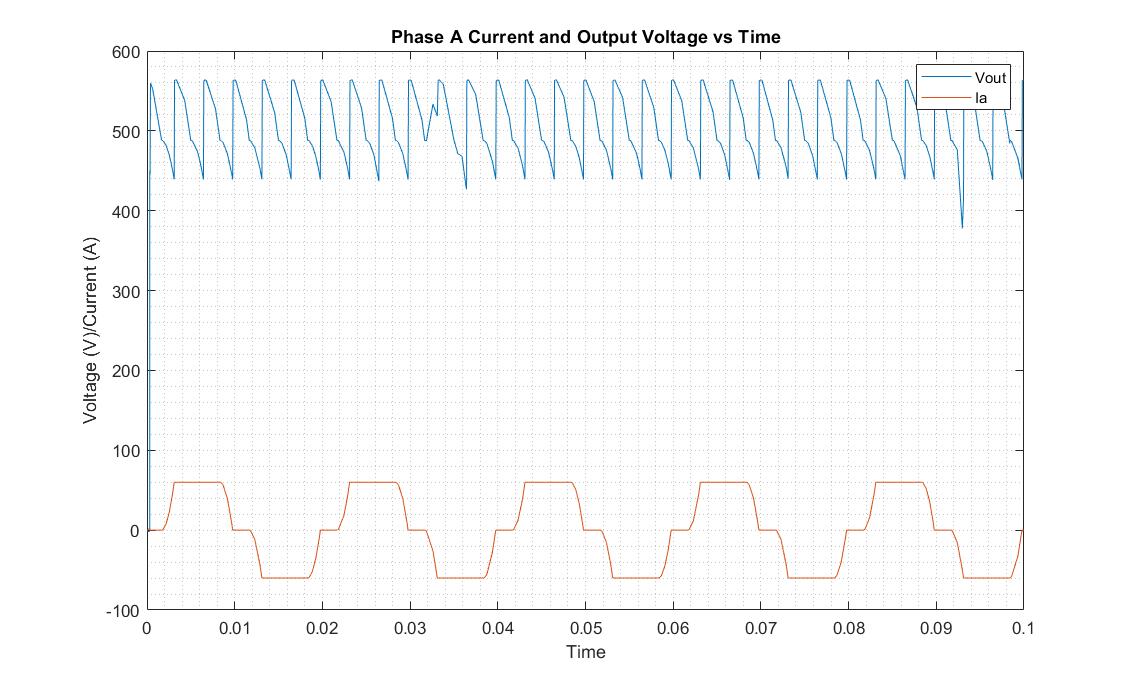 Phase A Current and Output Voltage vs Time
600
500
400
300
200
100
0
-100
Voltage (V)/Current (A)
Vout
Ia
0 0.01 0.02 0.03 0.04 0.05 0.06 0.07 0.08 0.09 0.1
Time